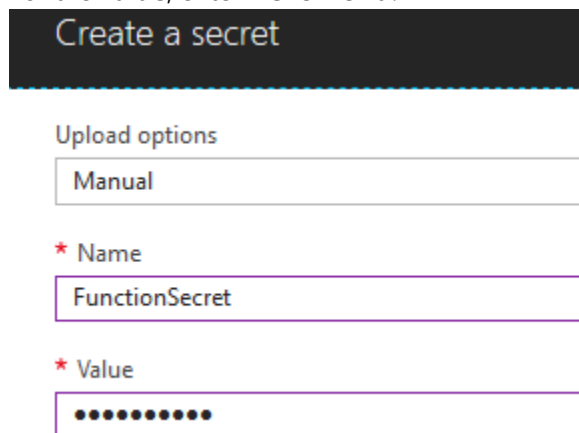 Create a secret
Upload options
Manual
* Name
FunctionSecret
* Value
••••••••••